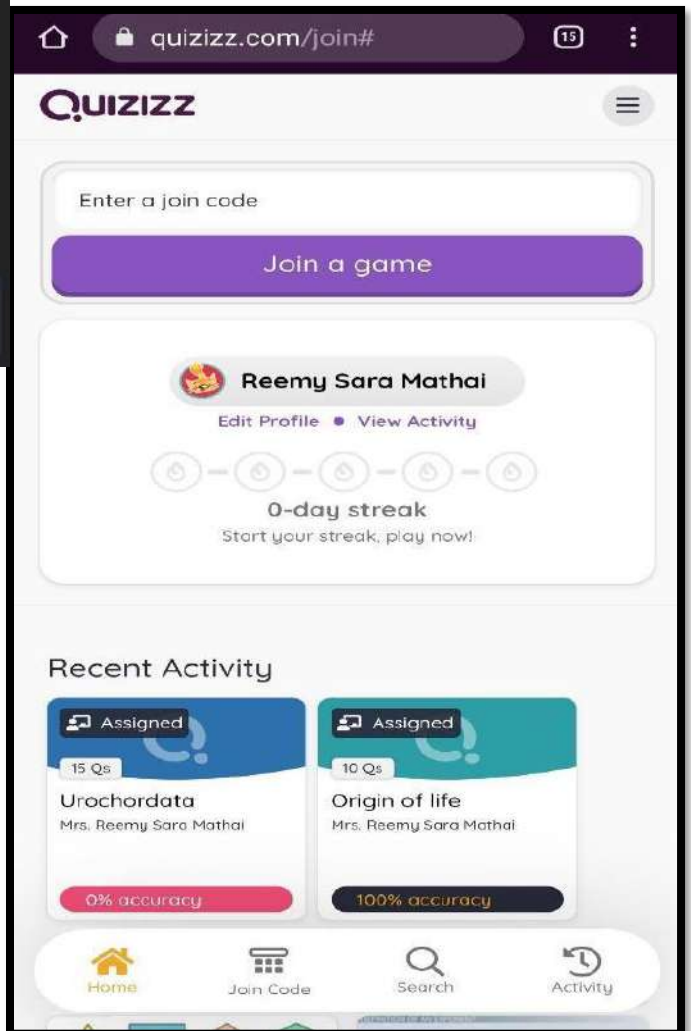 quizizz.com/join#
15
QUIZIZZ
Enter a join code
Join a game
Reemy Sara Mathai
Edit Profile • View Activity
0-day streak
Start your streak, play now!
Recent Activity
Assigned
15 Qs
Urochordata
Mrs. Reemy Sara Mathai
0% accuracy
Assigned
10 Qs
Origin of life
Mrs. Reemy Sara Mathai
100% accuracy
Home
Join Code
Search
Activity